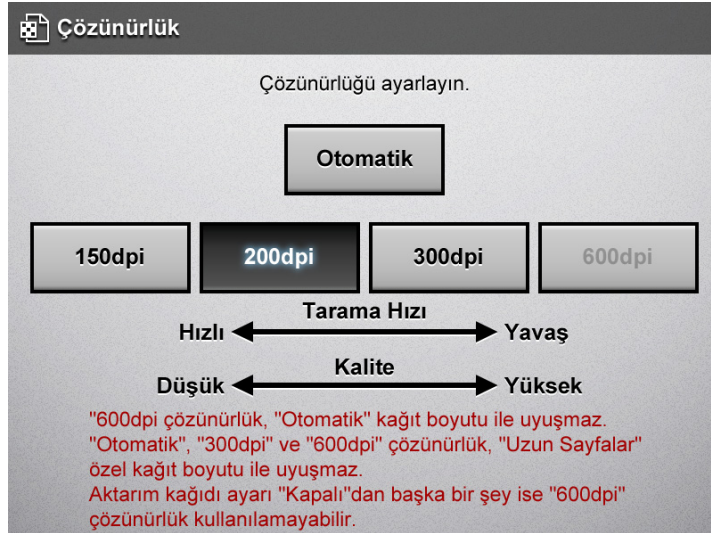 Çözünürlük
Çözünürlüğü ayarlayın.
Otomatik
150dpi
200dpi
300dpi
600dpi
Tarama Hızı
Hızlı
Yavaş
Kalite
Düşük
Yüksek
"600dpi çözünürlük, "Otomatik" kağıt boyutu ile uyuşmaz.
"Otomatik", "300dpi" ve "600dpi" çözünürlük, "Uzun Sayfalar"
özel kağıt boyutu ile uyuşmaz.
Aktarım kağıdı ayarı "Kapalı"dan başka bir şey ise "600dpi"
çözünürlük kullanılamayabilir.